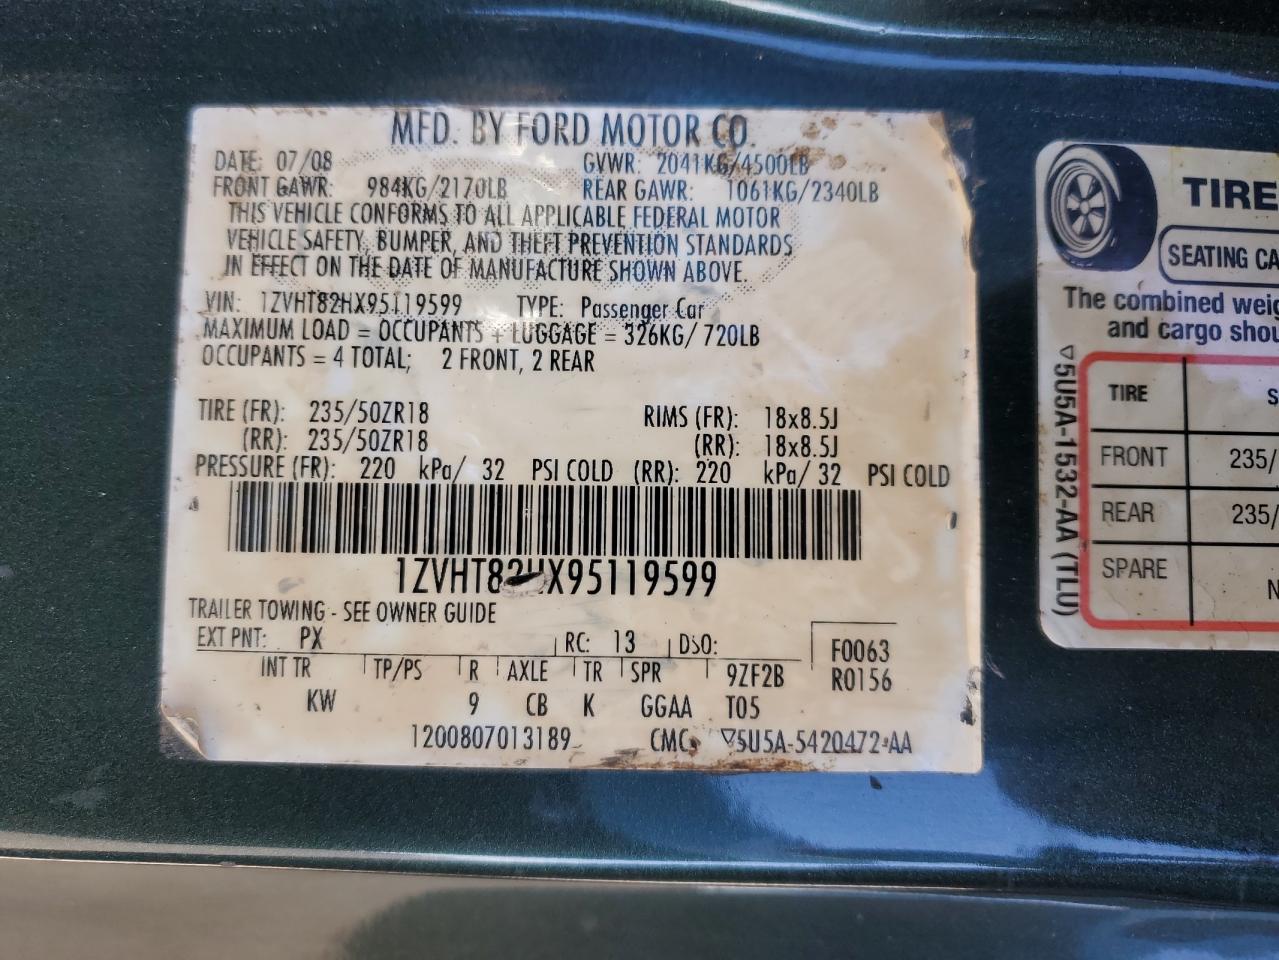 MFD. BY FORD MOTOR CO.
DATE: 07/08 GVWR: 2041KG/4500LB
FRONT GAWR: 984KG/2170LB REAR GAWR: 1061KG/2340LB
THIS VEHICLE CONFORMS TO ALL APPLICABLE FEDERAL MOTOR
VEHICLE SAFETY, BUMPER, AND THEFT PREVENTION STANDARDS
IN EFFECT ON THE DATE OF MANUFACTURE SHOWN ABOVE.
VIN: 1ZVHT82HX95119599 TYPE: Passenger Car
MAXIMUM LOAD = OCCUPANTS + LUGGAGE = 326KG/ 720LB
OCCUPANTS = 4 TOTAL; 2 FRONT, 2 REAR
TIRE (FR): 235/50ZR18 RIMS (FR): 18x8.5J
(RR): 235/50ZR18 (RR): 18x8.5J
PRESSURE (FR): 220 kPa/ 32 PSI COLD (RR): 220 kPa/ 32 PSI COLD
1ZVHT82HX95119599
TRAILER TOWING - SEE OWNER GUIDE
EXT PNT: PX RC: 13 DSO: F0063
INT TR TP/PS R AXLE TR SPR 9ZF2B R0156
KW 9 CB K GGAA T05
1200807013189 CMC ▽5U5A-5420472-AA
TIRE
SEATING CA
The combined weig
and cargo shou
▽5U5A-1532-AA (TLU)
TIRE S
FRONT 235/
REAR 235/
SPARE N